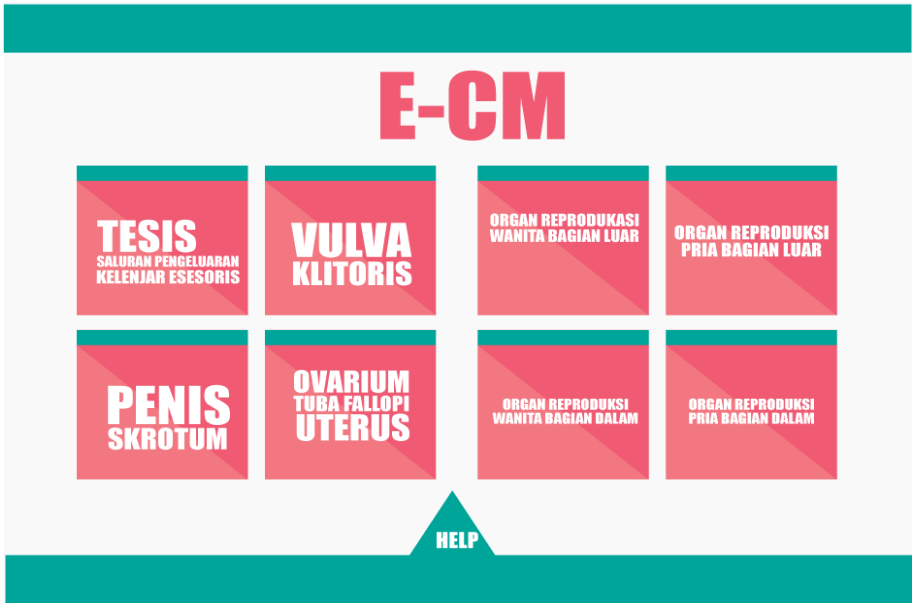 E-CM
TESIS
SALURAN PENGELUARAN
KELENJAR ESESORIS
VULVA
KLITORIS
ORGAN REPRODUKASI
WANITA BAGIAN LUAR
ORGAN REPRODUKSI
PRIA BAGIAN LUAR
PENIS
SKROTUM
OVARIUM
TUBA FALLOPI
UTERUS
ORGAN REPRODUKSI
WANITA BAGIAN DALAM
ORGAN REPRODUKSI
PRIA BAGIAN DALAM
HELP